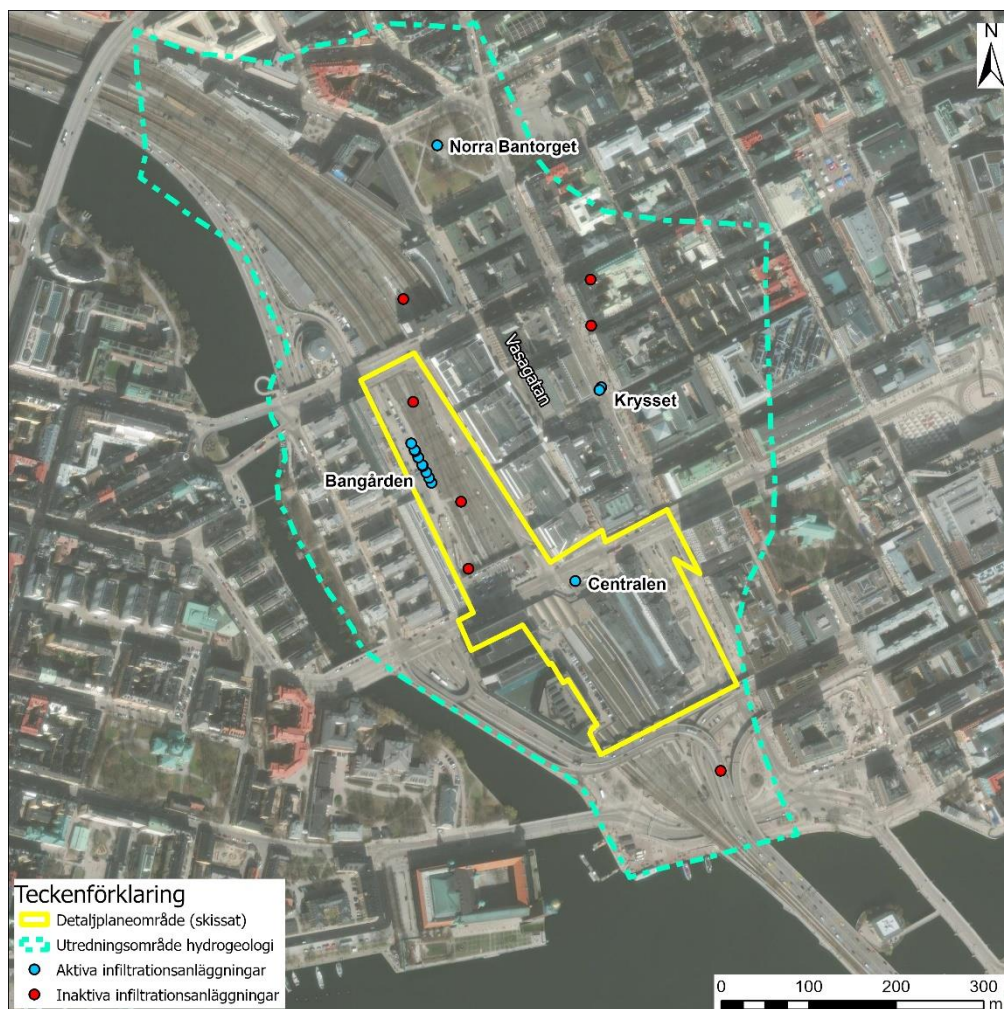 N
Norra Bantorget
Vasagatan
Krysset
Bangården
Centralen
Teckenförklaring
Detaljplaneområde (skissat)
Utredningsområde hydrogeologi
Aktiva infiltrationsanläggningar
Inaktiva infiltrationsanläggningar
0 100 200 300
m